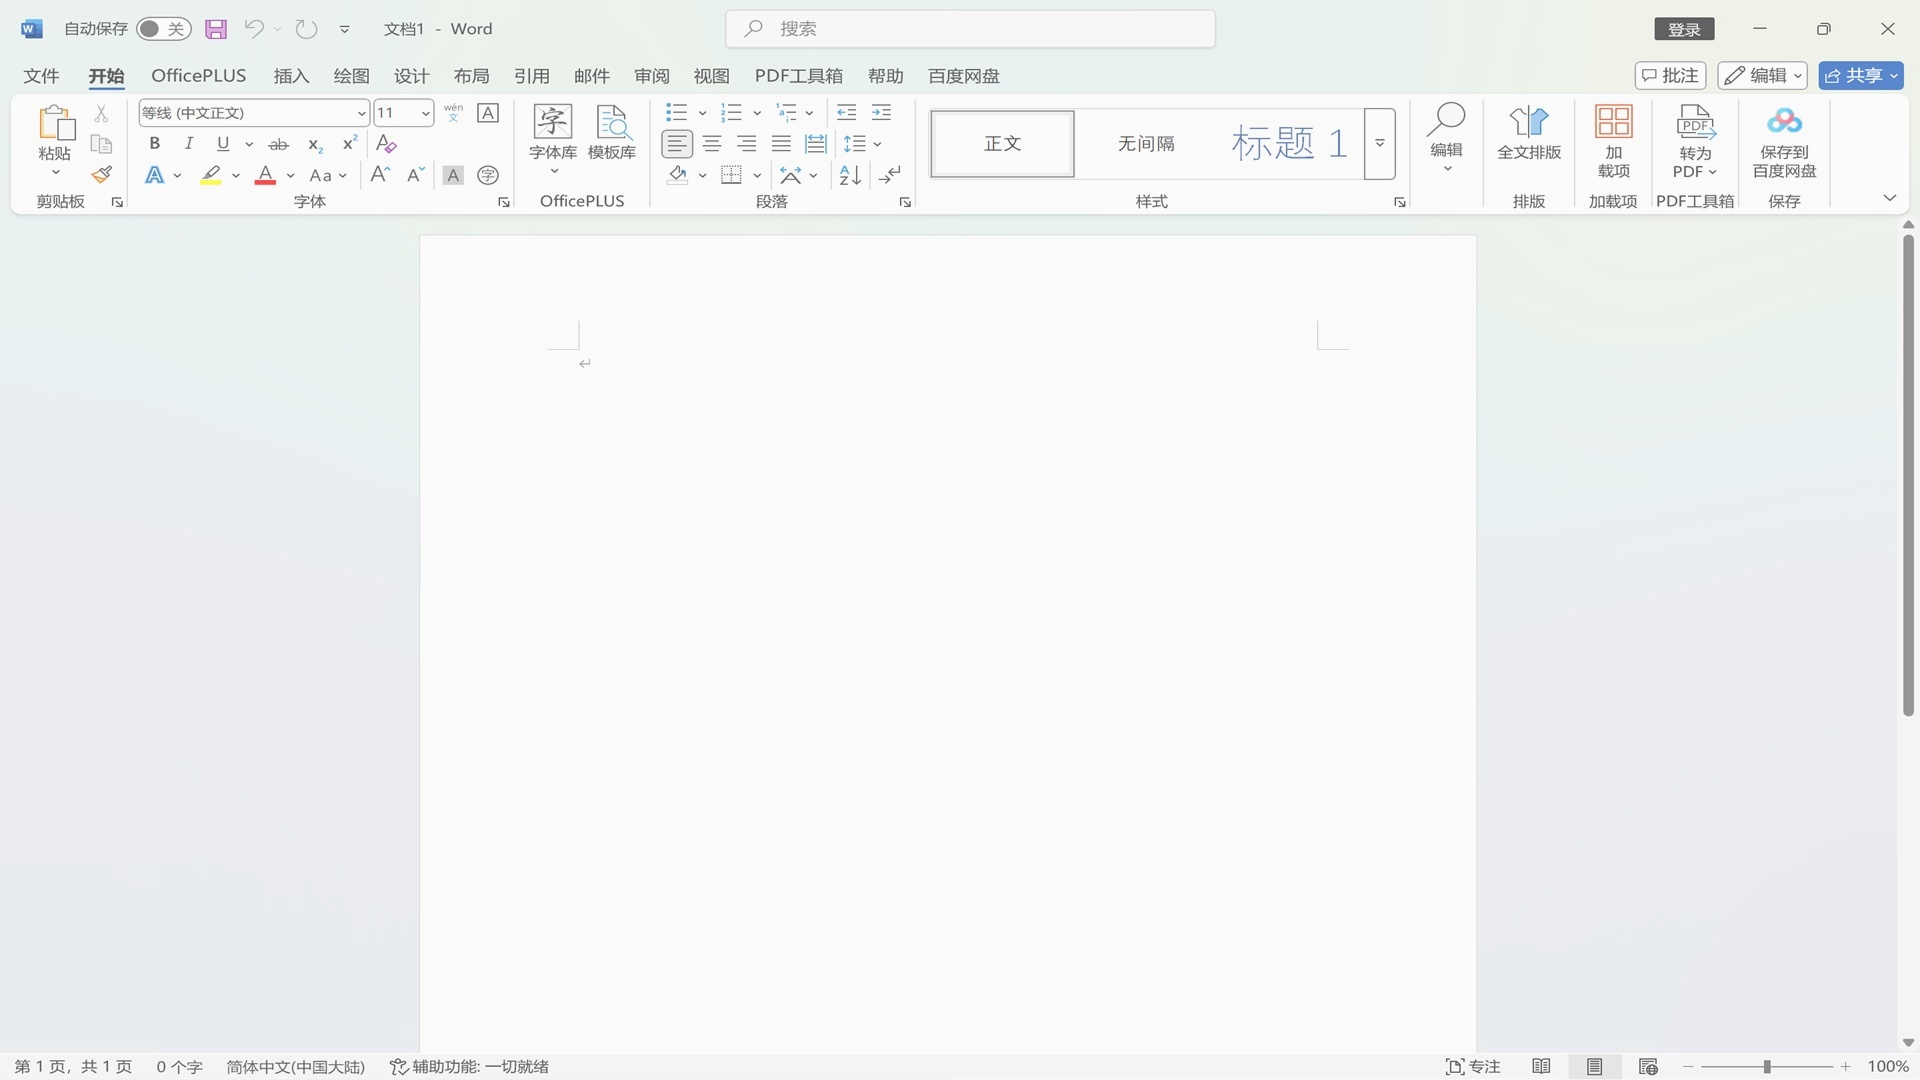 自动保存 关 文档1 - Word 搜索 登录
文件 开始 OfficePLUS 插入 绘图 设计 布局 引用 邮件 审阅 视图 PDF工具箱 帮助 百度网盘 批注 编辑 共享
粘贴
等线 (中文正文) 11 wén 文 A
B I U ab x₂ x² A
A A Aa A A A 字
字 字体库 模板库
正文 无间隔 标题 1
编辑
全文排版
加
载项
PDF 转为
PDF
保存到
百度网盘
剪贴板 字体 OfficePLUS 段落 样式 排版 加载项 PDF工具箱 保存
第 1 页，共 1 页 0 个字 简体中文(中国大陆) 辅助功能: 一切就绪 专注 100%